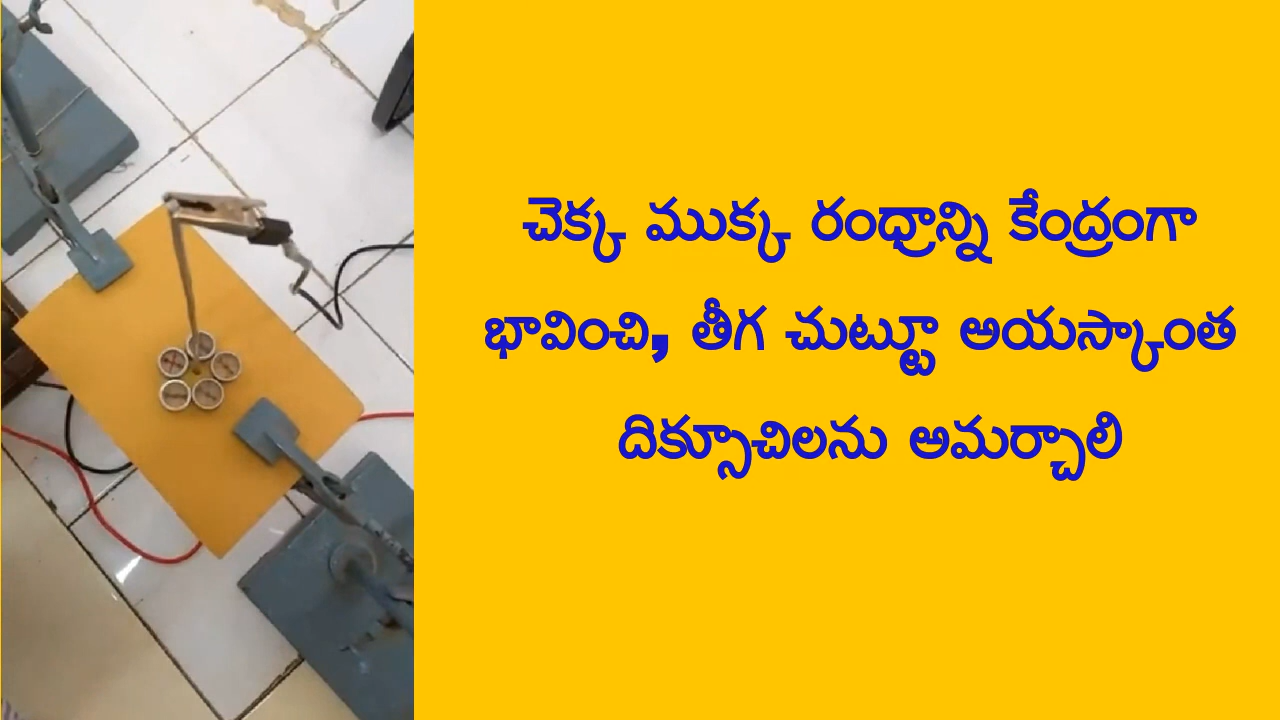 చెక్క ముక్క రంధ్రాన్ని కేంద్రంగా
భావించి, తీగ చుట్టూ అయస్కాంత
దిక్సూచిలను అమర్చాలి